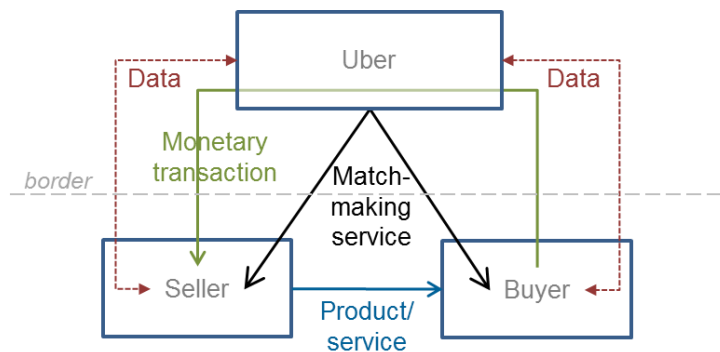 Uber
Data
Data
Monetary
transaction
border
Match-
making
service
Seller
Buyer
Product/
service